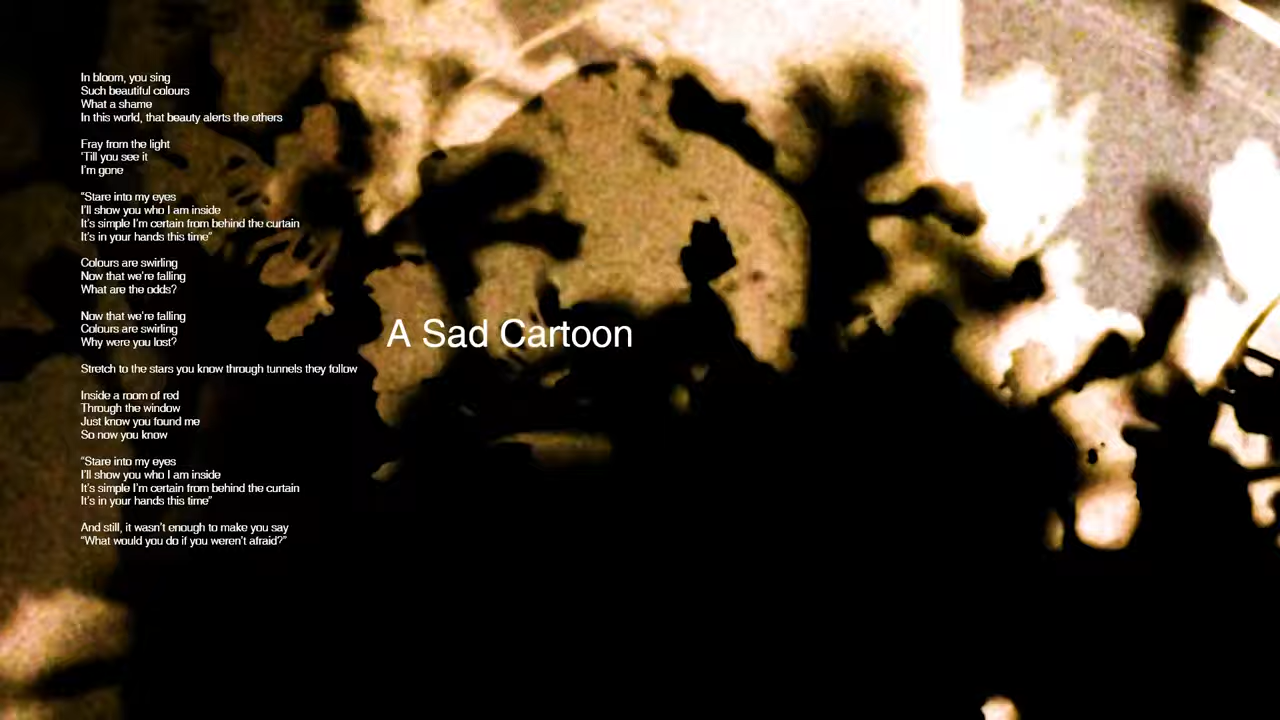 In bloom, you sing
Such beautiful colours
What a shame
In this world, that beauty alerts the others
Fray from the light
'Till you see it
I'm gone
"Stare into my eyes
I'll show you who I am inside
It's simple I'm certain from behind the curtain
It's in your hands this time"
Colours are swirling
Now that we're falling
What are the odds?
Now that we're falling
Colours are swirling
Why were you lost?
Stretch to the stars you know through tunnels they follow
Inside a room of red
Through the window
Just know you found me
So now you know
"Stare into my eyes
I'll show you who I am inside
It's simple I'm certain from behind the curtain
It's in your hands this time"
And still, it wasn't enough to make you say
"What would you do if you weren't afraid?"
A Sad Cartoon